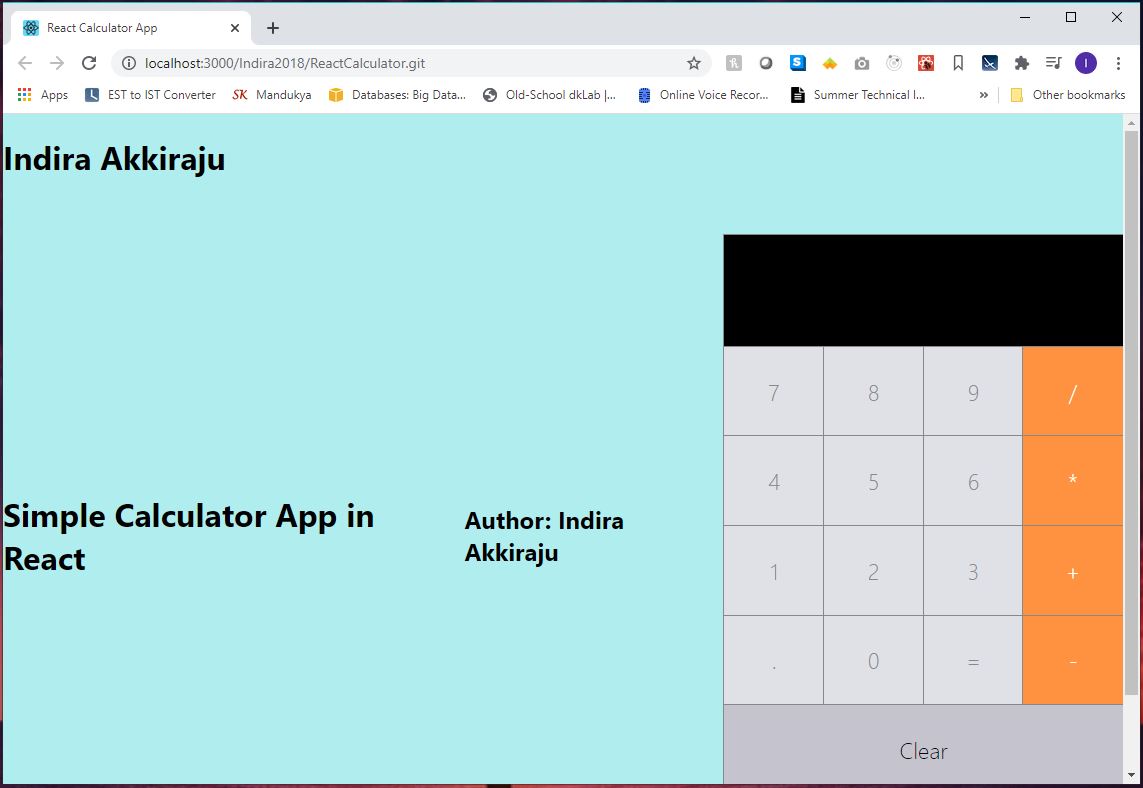 React Calculator App
localhost:3000/Indira2018/ReactCalculator.git
Apps EST to IST Converter SK Mandukya Databases: Big Data... Old-School dkLab |... Online Voice Recor... Summer Technical I... » Other bookmarks
Indira Akkiraju
7 8 9 /
4 5 6 *
Simple Calculator App in
React
Author: Indira
Akkiraju
1 2 3 +
. 0 = -
Clear